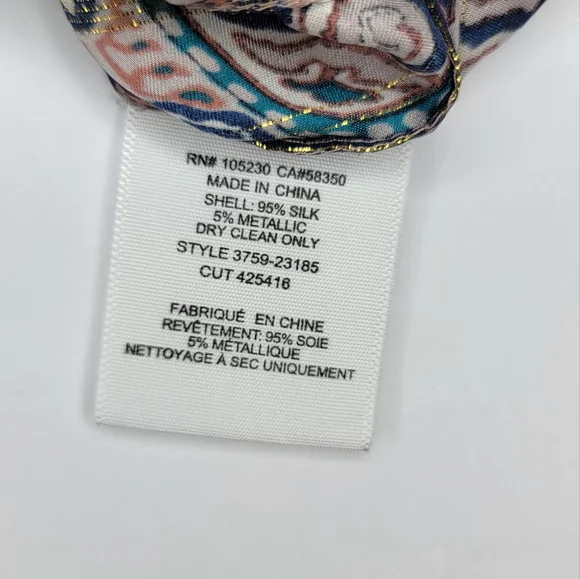 RN# 105230 CA#58350
MADE IN CHINA
SHELL: 95% SILK
5% METALLIC
DRY CLEAN ONLY
STYLE 3759-23185
CUT 425416
FABRIQUÉ EN CHINE
REVÊTEMENT: 95% SOIE
5% MÉTALLIQUE
NETTOYAGE À SEC UNIQUEMENT